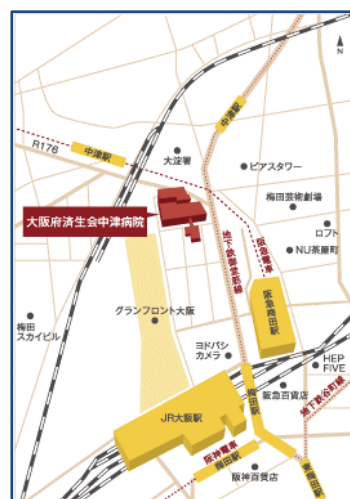 N
中津駅
R176
中津駅
大淀署
ピアスタワー
梅田芸術劇場
大阪府済生会中津病院
ロフト
地下鉄御堂筋線
阪急電車
NU茶屋町
グランフロント大阪
阪急梅田駅
梅田
スカイビル
ヨドバシ
カメラ
HEP
FIVE
梅田駅
阪急百貨店
地下鉄谷町線
JR大阪駅
阪神電車
梅田駅
阪神百貨店
東梅田駅